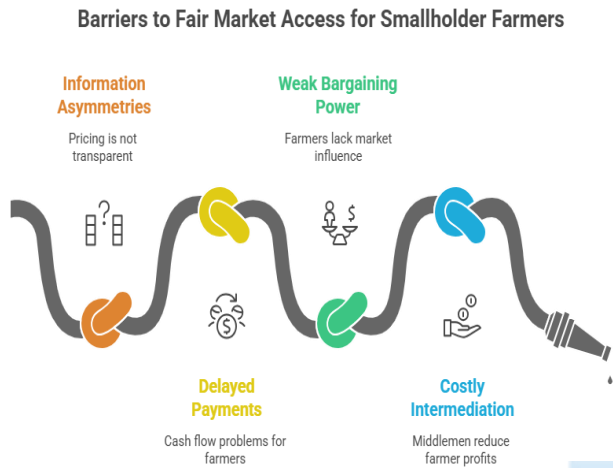 Barriers to Fair Market Access for Smallholder Farmers
Information
Asymmetries
Pricing is not
transparent
Weak Bargaining
Power
Farmers lack market
influence
Delayed
Payments
Cash flow problems for
farmers
Costly
Intermediation
Middlemen reduce
farmer profits